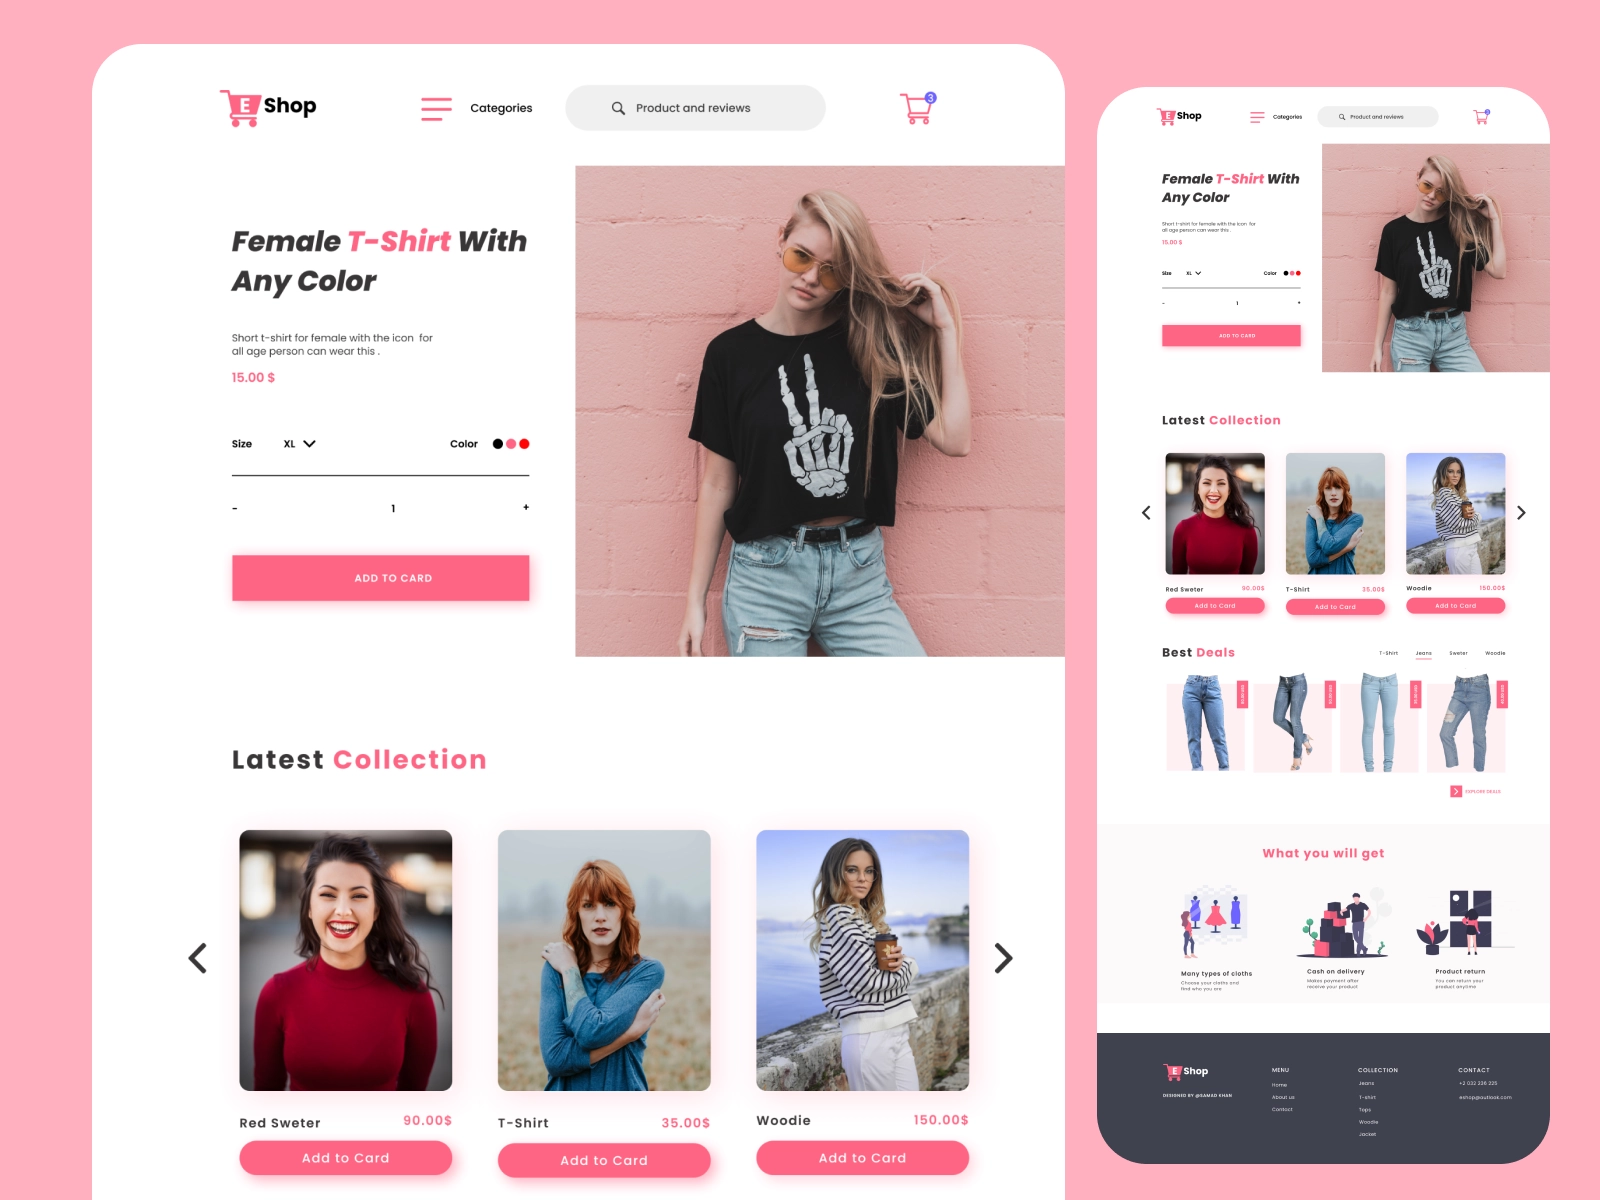 E Shop
Categories
Product and reviews
3
Female T-Shirt With
Any Color
Short t-shirt for female with the icon for
all age person can wear this .
15.00 $
Size XL Color
- 1 +
ADD TO CARD
Latest Collection
Red Sweter 90.00$
Add to Card
T-Shirt 35.00$
Add to Card
Woodie 150.00$
Add to Card
E Shop
Categories
Product and reviews
Female T-Shirt With
Any Color
Short t-shirt for female with the icon for
all age person can wear this .
15.00 $
Size XL Color
- 1 +
ADD TO CARD
Latest Collection
Red Sweter 90.00$
Add to Card
T-Shirt 35.00$
Add to Card
Woodie 150.00$
Add to Card
Best Deals
T-Shirt Jeans Sweter Woodie
EXPLORE DEALS
What you will get
Many types of cloths
Choose your cloths and
find who you are
Cash on delivery
Makes payment after
receive your product
Product return
You can return your
product anytime
E Shop
DESIGNED BY @SAMAD KHAN
MENU
Home
About us
Contact
COLLECTION
Jeans
T-shirt
Tops
Woodie
Jacket
CONTACT
+2 032 236 325
eshop@outlook.com